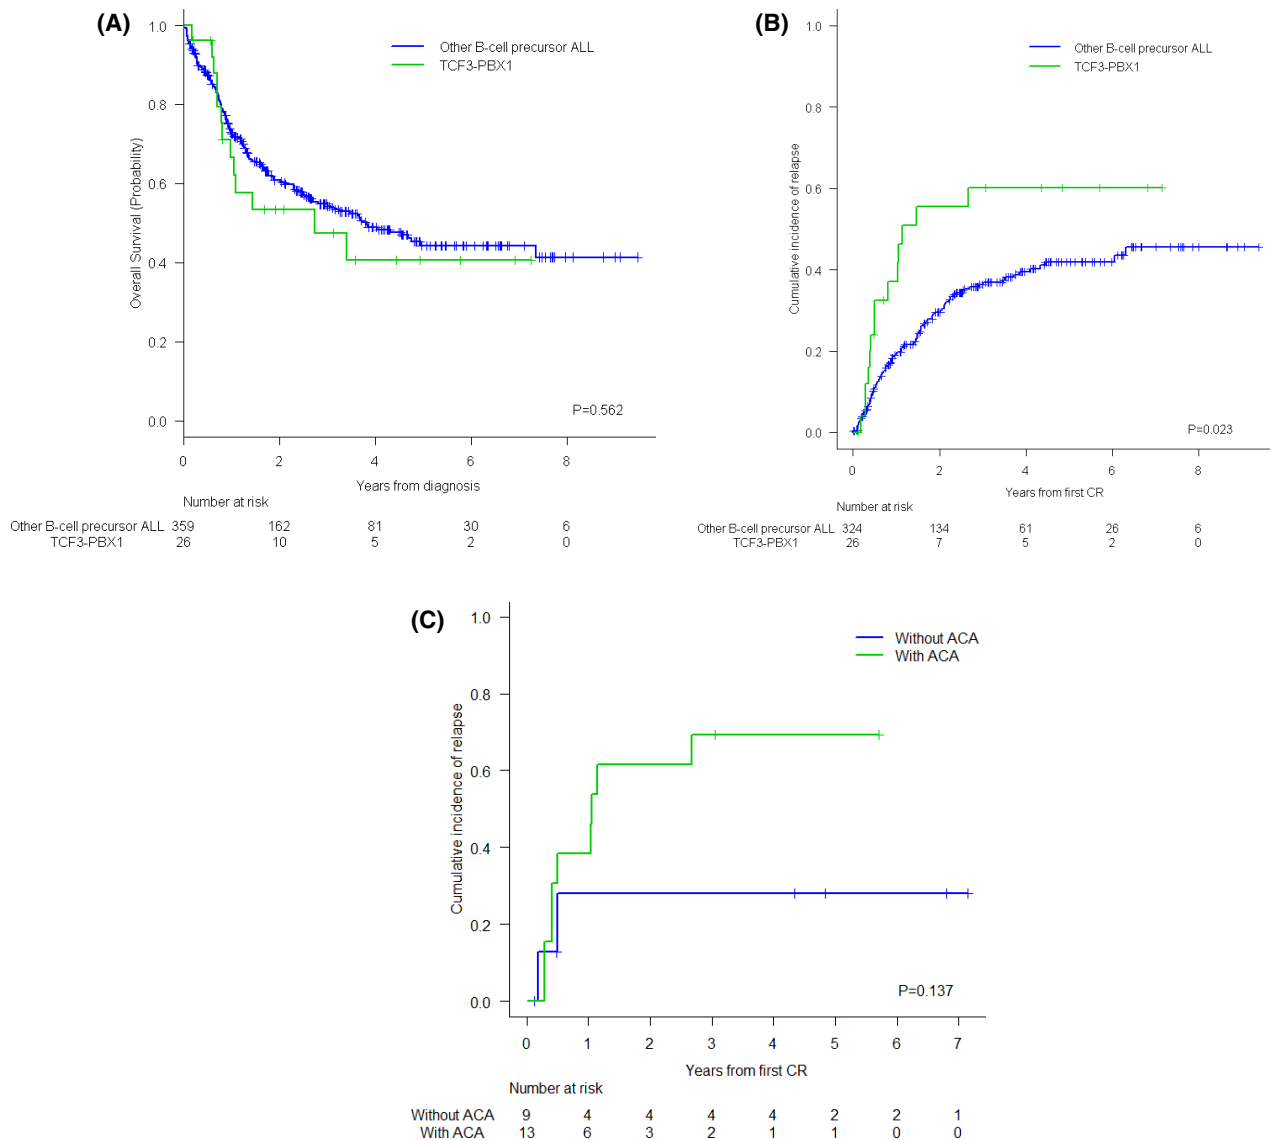 (A)
Overall Survival (Probability)
1.0
0.8
0.6
0.4
0.2
0.0
Other B-cell precursor ALL
TCF3-PBX1
P=0.562
0 2 4 6 8
Years from diagnosis
Number at risk
Other B-cell precursor ALL 359 162 81 30 6
TCF3-PBX1 26 10 5 2 0
(B)
Cumulative incidence of relapse
1.0
0.8
0.6
0.4
0.2
0.0
Other B-cell precursor ALL
TCF3-PBX1
P=0.023
0 2 4 6 8
Years from first CR
Number at risk
Other B-cell precursor ALL 324 134 61 26 6
TCF3-PBX1 26 7 5 2 0
(C)
Cumulative incidence of relapse
1.0
0.8
0.6
0.4
0.2
0.0
Without ACA
With ACA
P=0.137
0 1 2 3 4 5 6 7
Years from first CR
Number at risk
Without ACA 9 4 4 4 4 2 2 1
With ACA 13 6 3 2 1 1 0 0